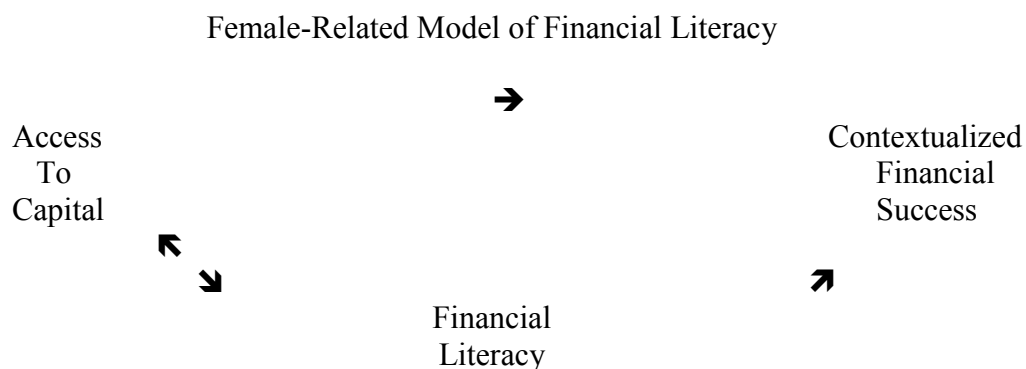 Female-Related Model of Financial Literacy
➔
Access
To
Capital
Contextualized
Financial
Success
Financial
Literacy